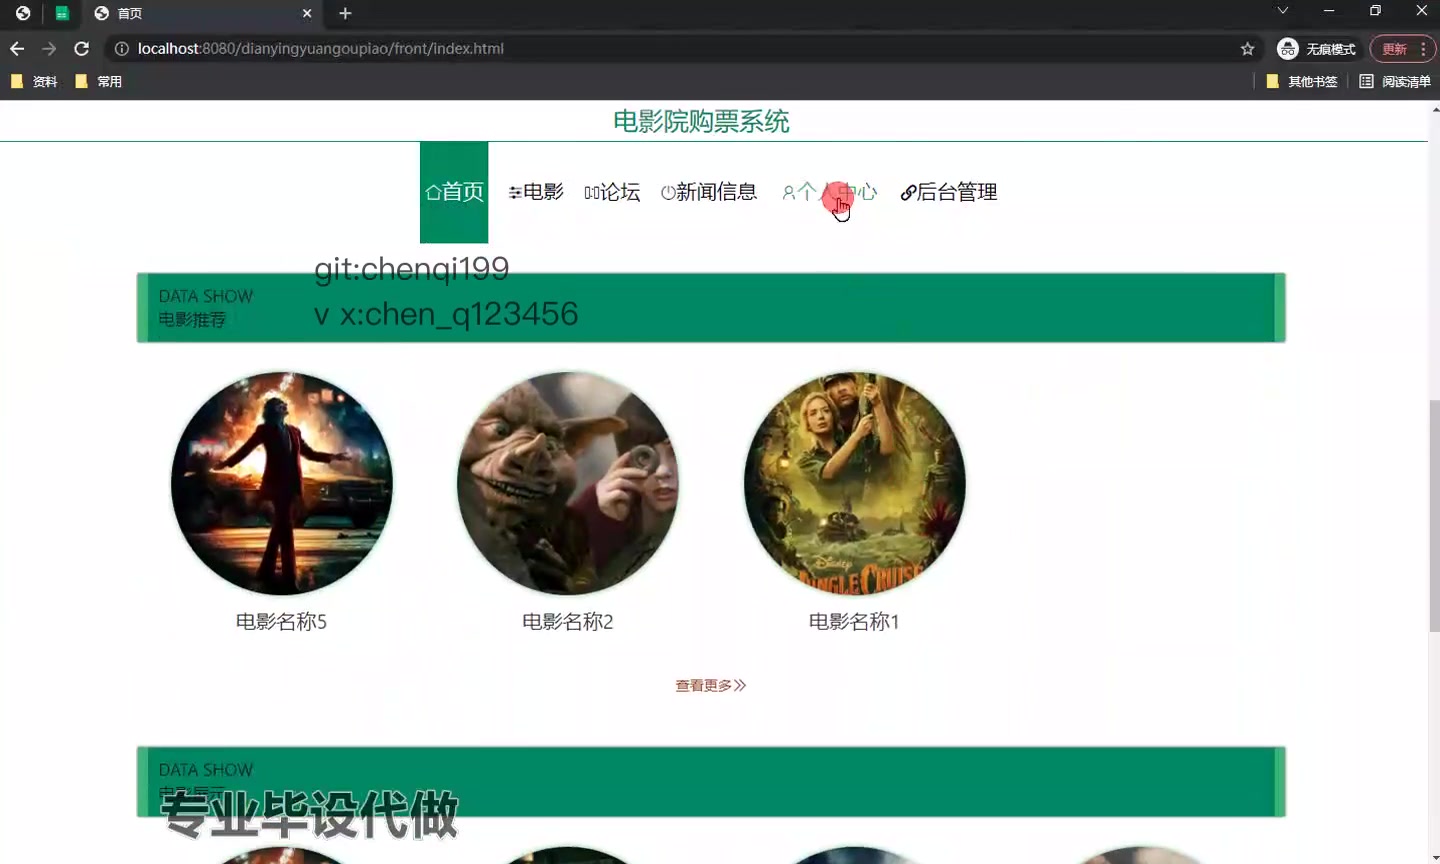 首页
localhost:8080/dianyingyuangoupiao/front/index.html
无痕模式
更新
资料
常用
其他书签
阅读清单
电影院购票系统
首页
电影
论坛
新闻信息
个人中心
后台管理
git:chenqi199
DATA SHOW
电影推荐
v x:chen_q123456
JUNGLE CRUISE
Disney
电影名称5
电影名称2
电影名称1
查看更多
DATA SHOW
专业毕设代做